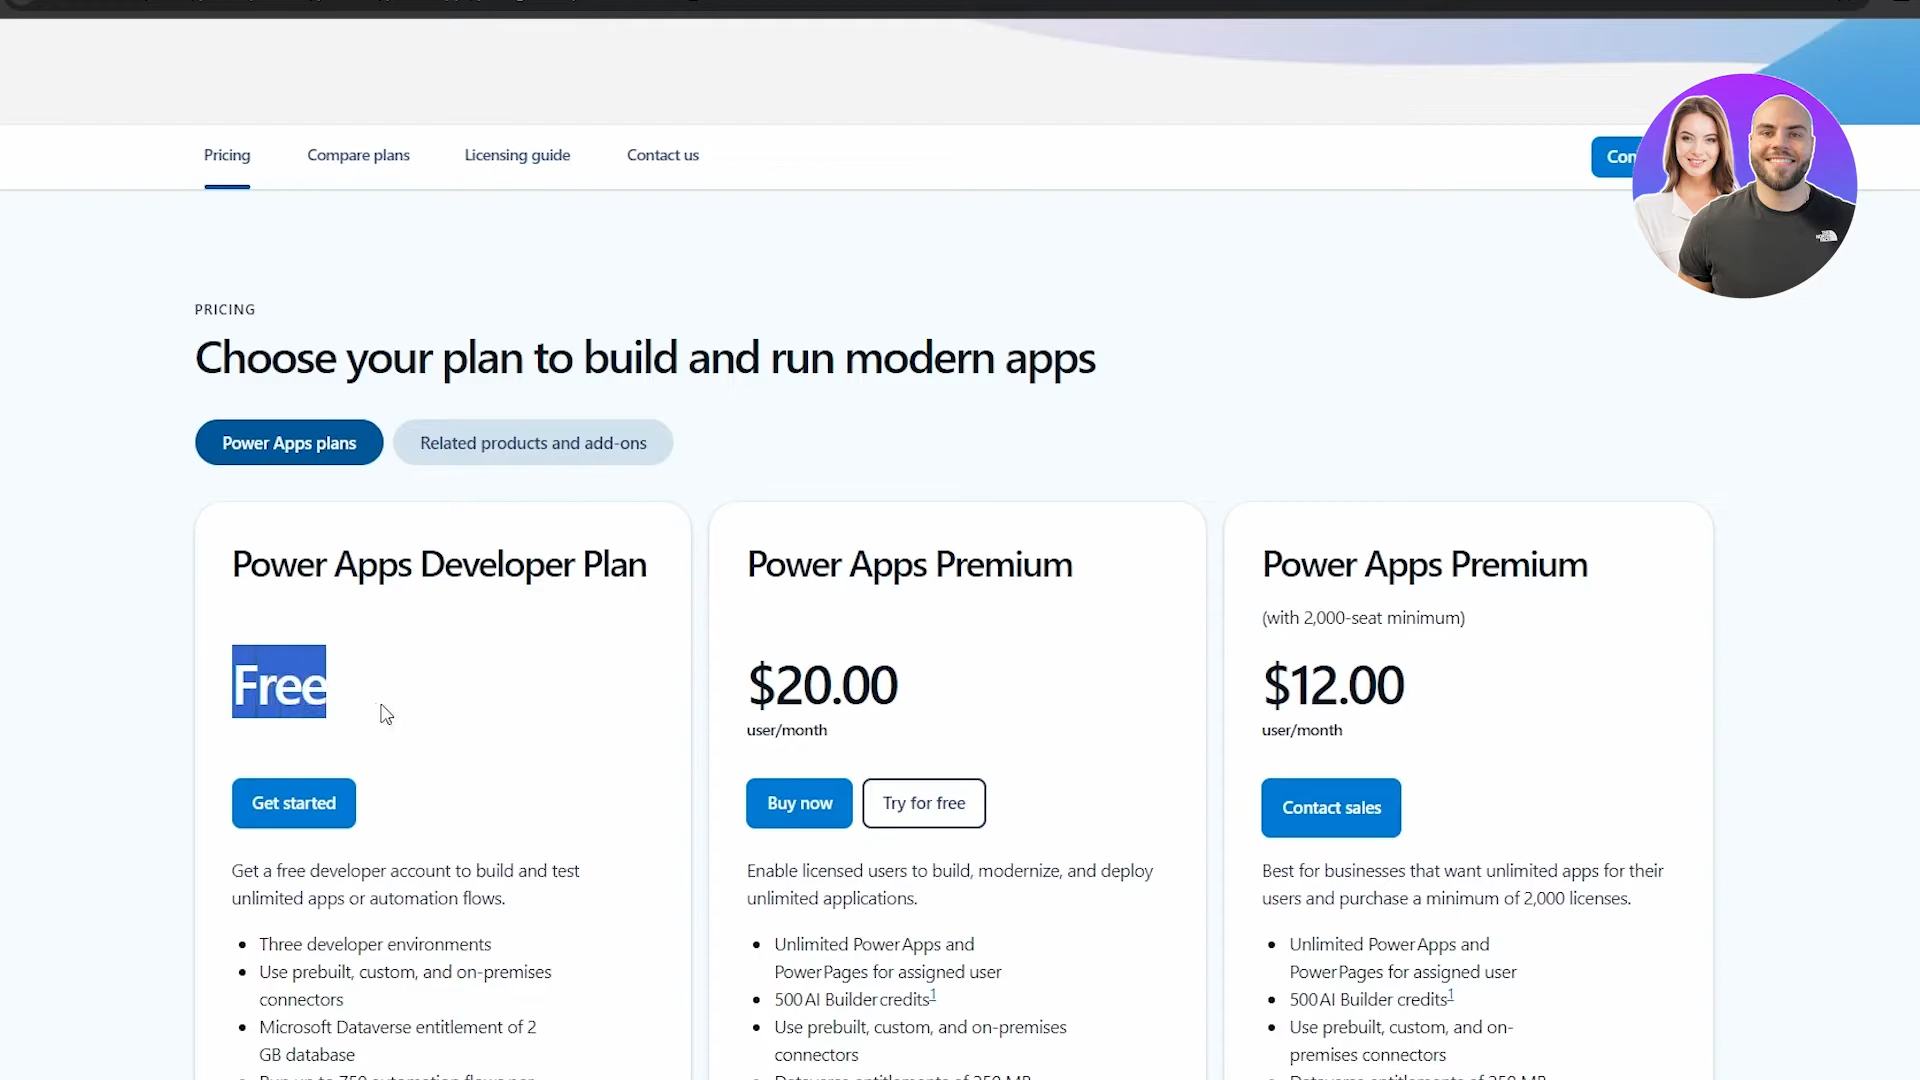 Pricing
Compare plans
Licensing guide
Contact us
Con
PRICING
Choose your plan to build and run modern apps
Power Apps plans
Related products and add-ons
Power Apps Developer Plan
Free
Get started
Get a free developer account to build and test
unlimited apps or automation flows.
• Three developer environments
• Use prebuilt, custom, and on-premises
connectors
• Microsoft Dataverse entitlement of 2
GB database
Power Apps Premium
$20.00
user/month
Buy now
Try for free
Enable licensed users to build, modernize, and deploy
unlimited applications.
• Unlimited Power Apps and
Power Pages for assigned user
• 500 AI Builder credits1
• Use prebuilt, custom, and on-premises
connectors
Power Apps Premium
(with 2,000-seat minimum)
$12.00
user/month
Contact sales
Best for businesses that want unlimited apps for their
users and purchase a minimum of 2,000 licenses.
• Unlimited Power Apps and
Power Pages for assigned user
• 500 AI Builder credits1
• Use prebuilt, custom, and on-
premises connectors